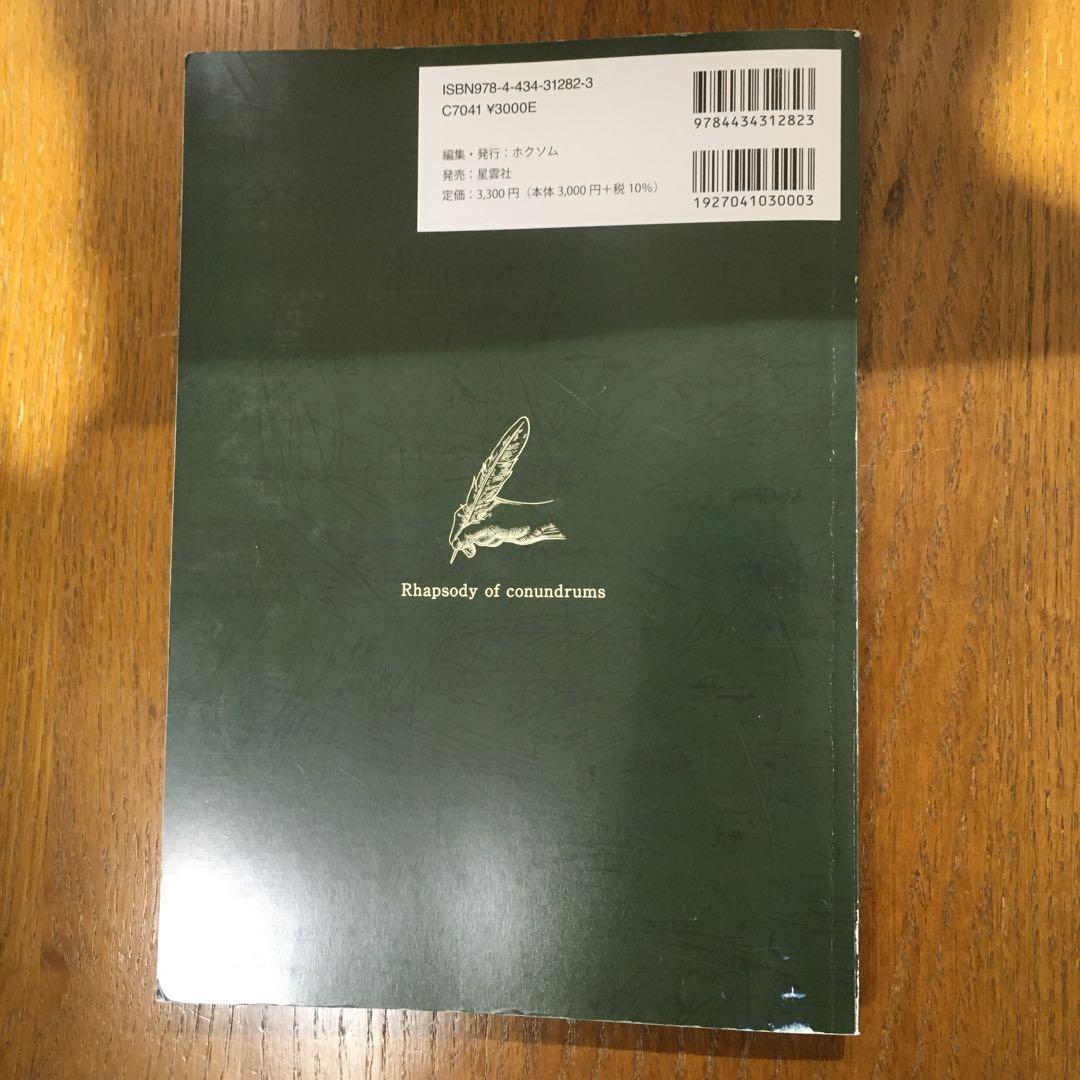 ISBN978-4-434-31282-3
C7041 ¥3000E
9784434312823
編集・発行：ホクソム
発売：星雲社
定価：3,300円（本体3,000円＋税10%）
1927041030003
Rhapsody of conundrums